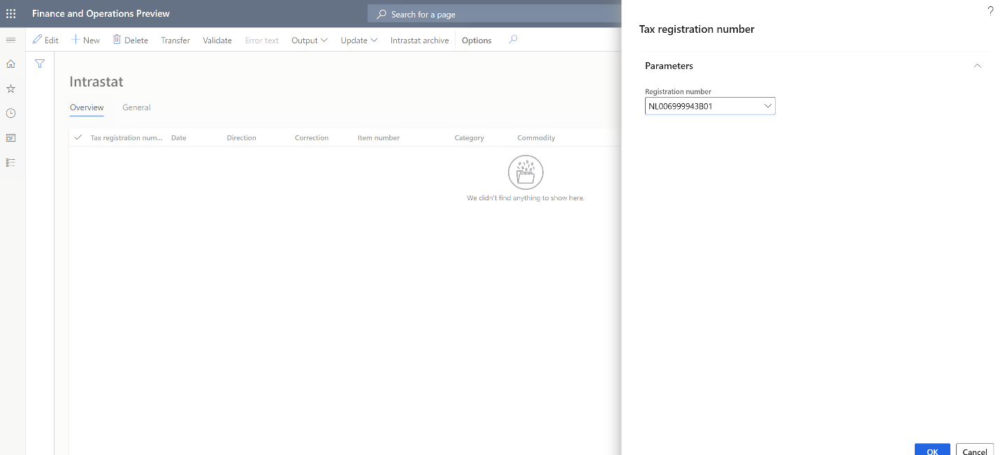 Finance and Operations Preview
Search for a page
?
Edit
New
Delete
Transfer
Validate
Error text
Output
Update
Intrastat archive
Options
Intrastat
Overview
General
Tax registration num...
Date
Direction
Correction
Item number
Category
Commodity
We didn't find anything to show here.
Tax registration number
Parameters
Registration number
NL006999943B01
OK
Cancel